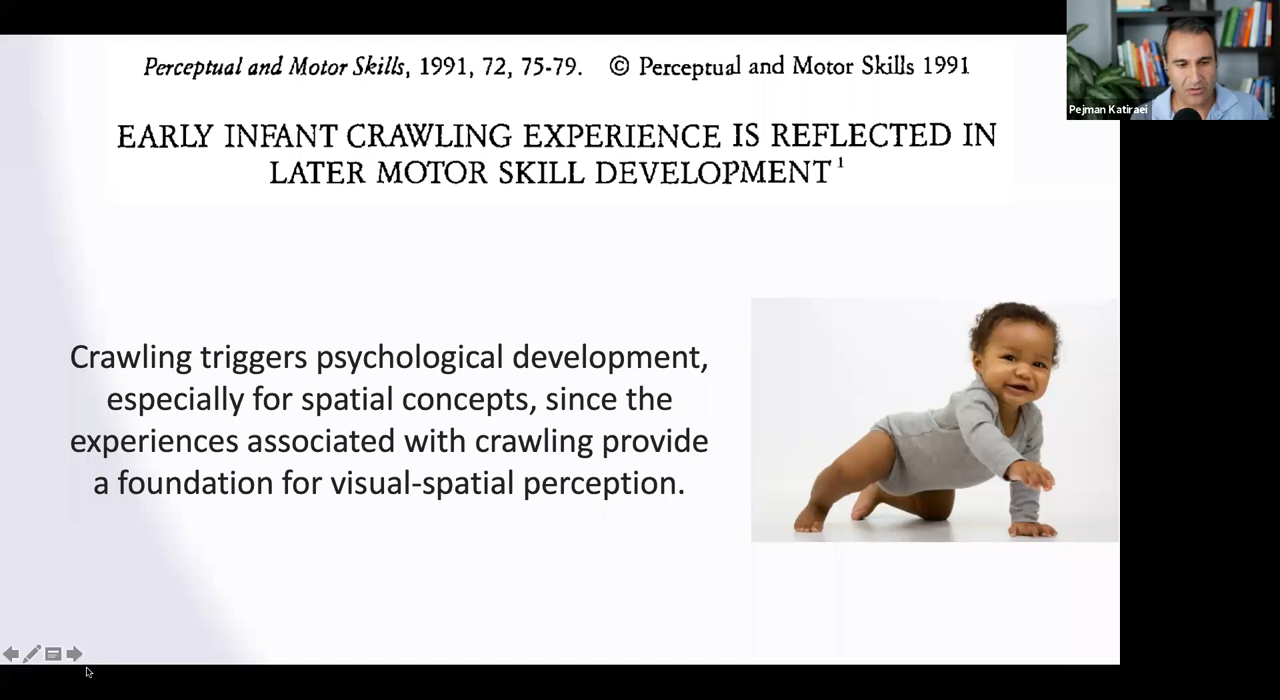 Perceptual and Motor Skills, 1991, 72, 75-79. © Perceptual and Motor Skills 1991
EARLY INFANT CRAWLING EXPERIENCE IS REFLECTED IN
LATER MOTOR SKILL DEVELOPMENT¹
Crawling triggers psychological development,
especially for spatial concepts, since the
experiences associated with crawling provide
a foundation for visual-spatial perception.
Pejman Katiraei